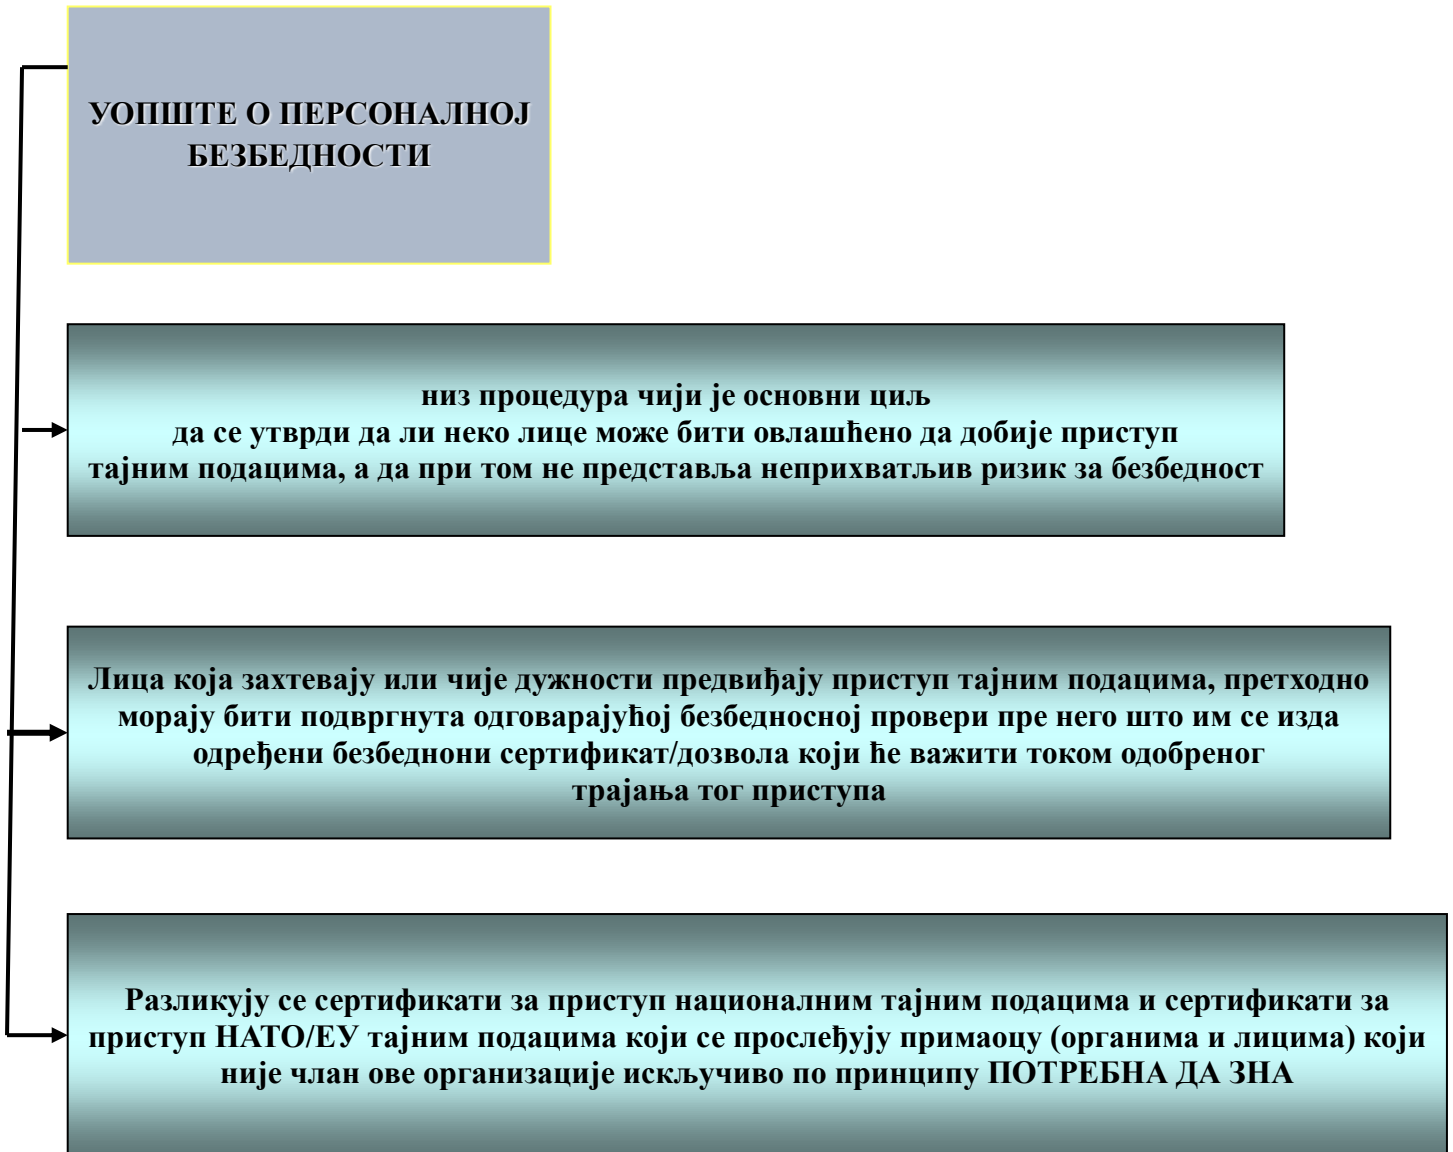 УОПШТЕ О ПЕРСОНАЛНОЈ
БЕЗБЕДНОСТИ
низ процедура чији је основни циљ
да се утврди да ли неко лице може бити овлашћено да добије приступ
тајним подацима, а да при том не представља неприхватљив ризик за безбедност
Лица која захтевају или чије дужности предвиђају приступ тајним подацима, претходно
морају бити подвргнута одговарајућој безбедносној провери пре него што им се изда
одређени безбеднони сертификат/дозвола који ће важити током одобреног
трајања тог приступа
Разликују се сертификати за приступ националним тајним подацима и сертификати за
приступ НАТО/ЕУ тајним подацима који се прослеђују примаоцу (органима и лицима) који
није члан ове организације искључиво по принципу ПОТРЕБНА ДА ЗНА